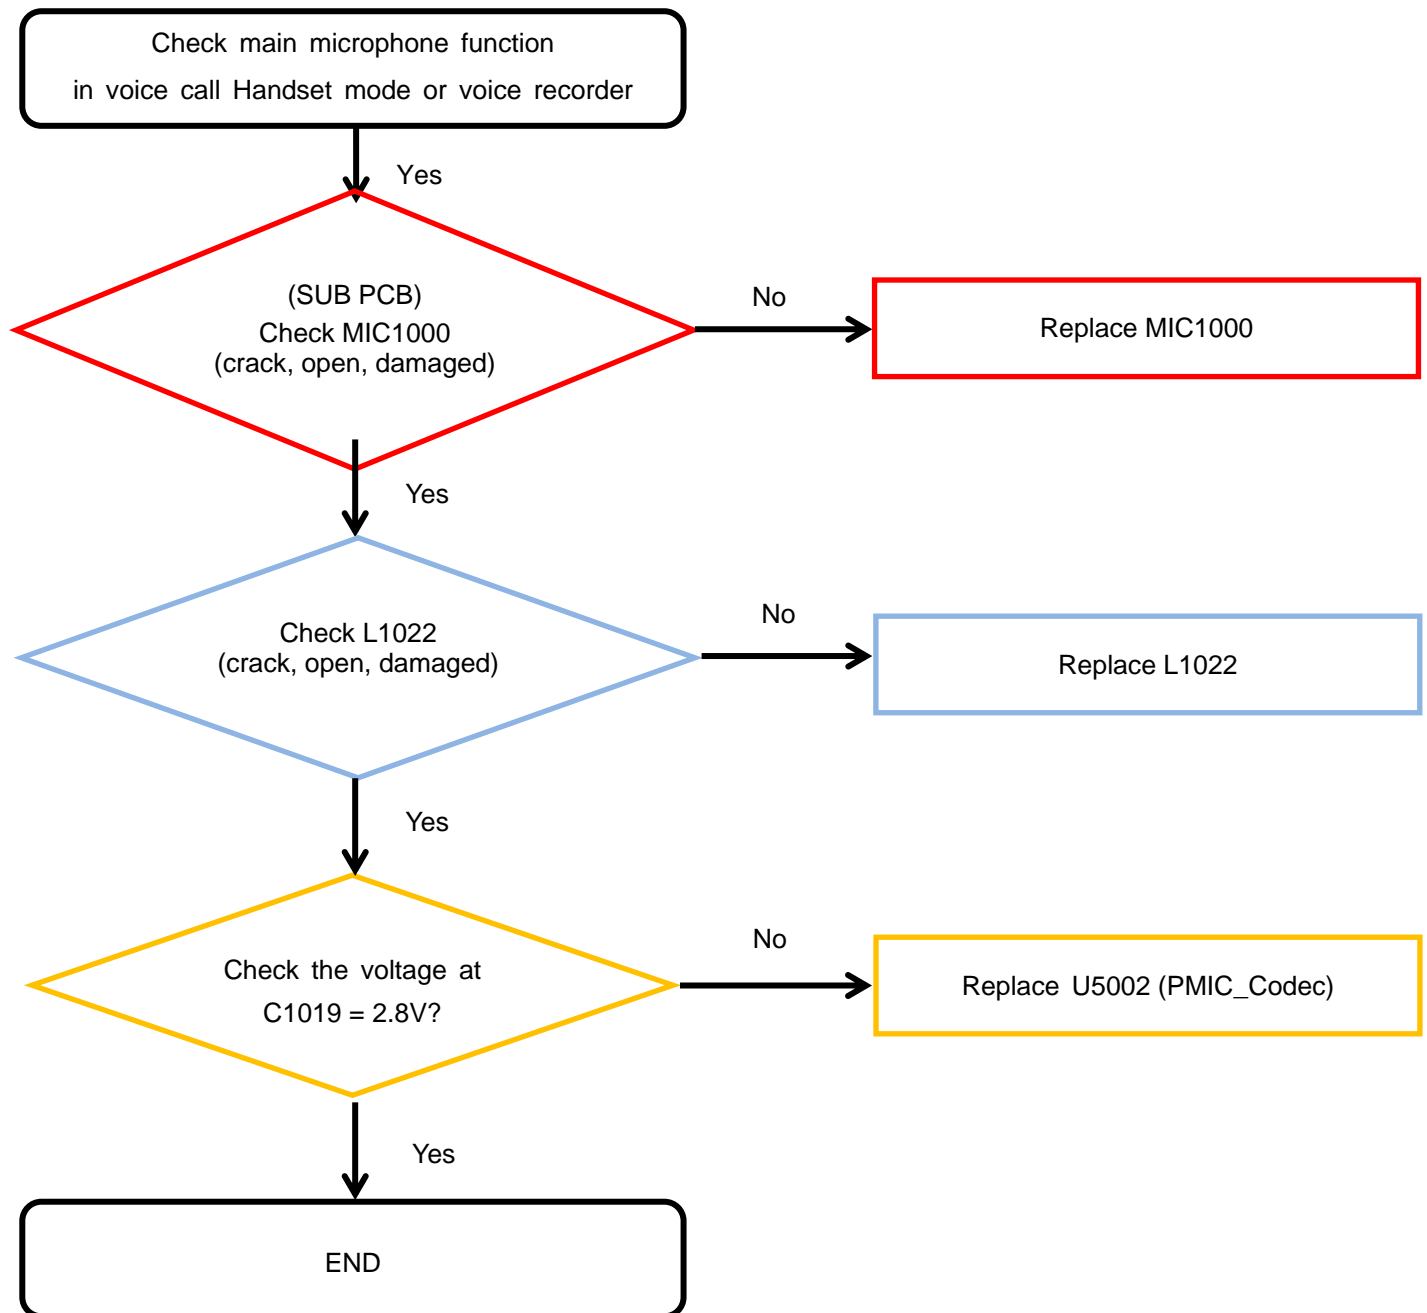 Check main microphone function
in voice call Handset mode or voice recorder
Yes
(SUB PCB)
Check MIC1000
(crack, open, damaged)
No
Replace MIC1000
Yes
Check L1022
(crack, open, damaged)
No
Replace L1022
Yes
Check the voltage at
C1019 = 2.8V?
No
Replace U5002 (PMIC_Codec)
Yes
END